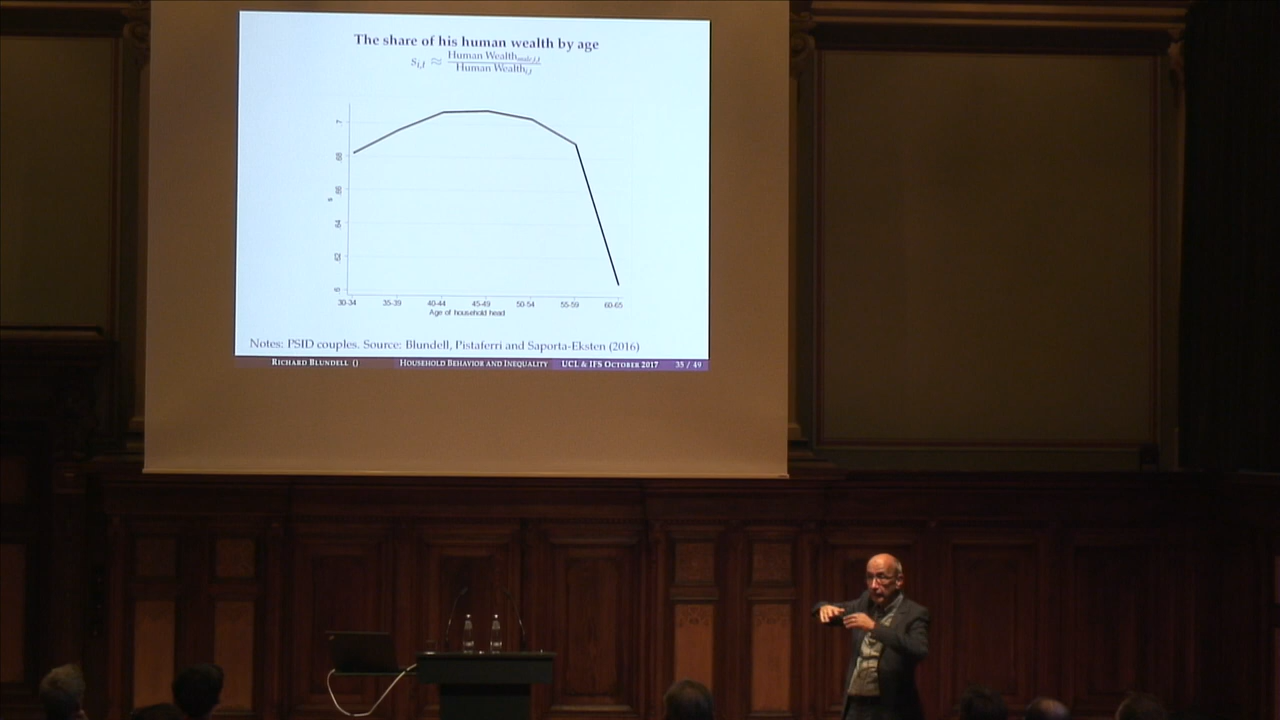 The share of his human wealth by age
s_{i,t} ≈ Human Wealth_{male,i,t} / Human Wealth_{i,t}
.7
.68
.66
.64
.62
.6
s
30-34 35-39 40-44 45-49 50-54 55-59 60-65
Age of household head
Notes: PSID couples. Source: Blundell, Pistaferri and Saporta-Eksten (2016)
RICHARD BLUNDELL () HOUSEHOLD BEHAVIOR AND INEQUALITY UCL & IFS OCTOBER 2017 35 / 49